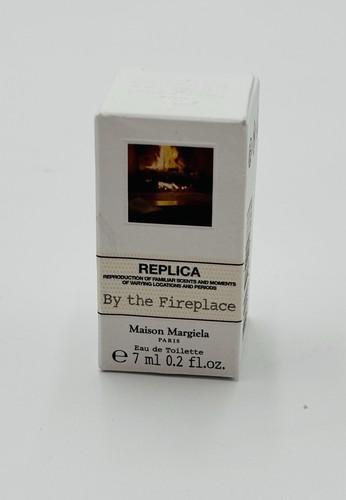 REPLICA
REPRODUCTION OF FAMILIAR SCENTS AND MOMENTS
OF VARYING LOCATIONS AND PERIODS
By the Fireplace
Maison Margiela
PARIS
Eau de Toilette
℮ 7 ml 0.2 fl.oz.